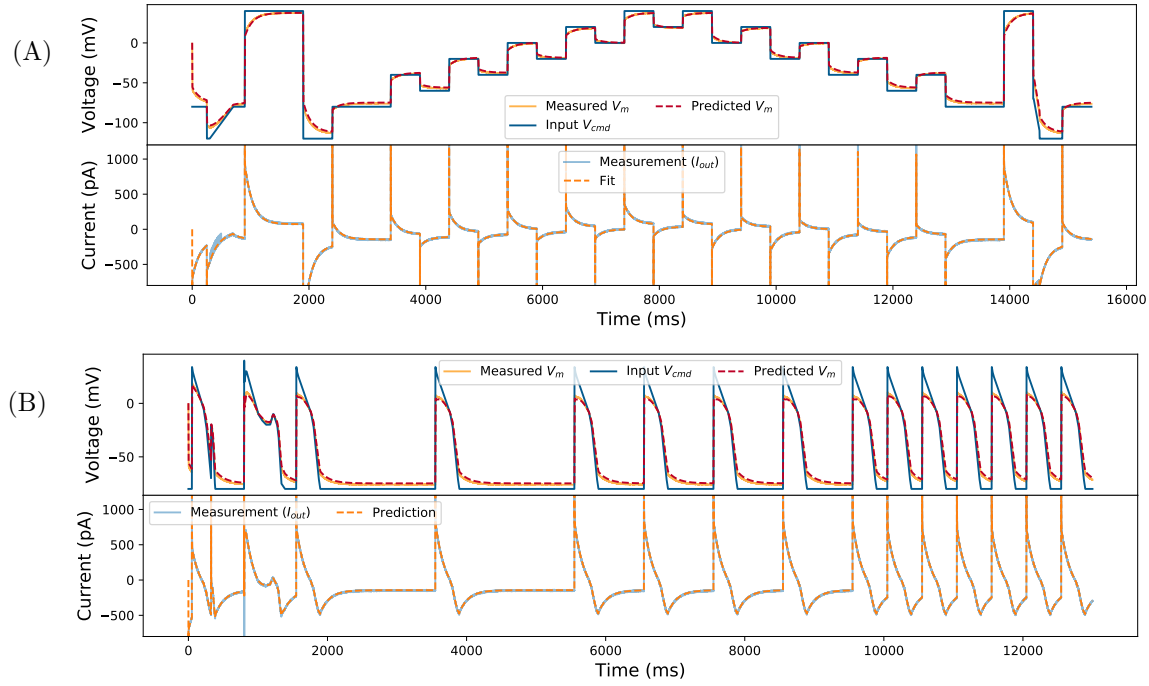 (A)
Voltage (mV)
0
−50
−100
Measured V_m
Predicted V_m
Input V_cmd
Current (pA)
1000
500
0
−500
Measurement (I_out)
Fit
0
2000
4000
6000
8000
10000
12000
14000
16000
Time (ms)
(B)
Voltage (mV)
0
−50
Measured V_m
Input V_cmd
Predicted V_m
Current (pA)
1000
500
0
−500
Measurement (I_out)
Prediction
0
2000
4000
6000
8000
10000
12000
Time (ms)